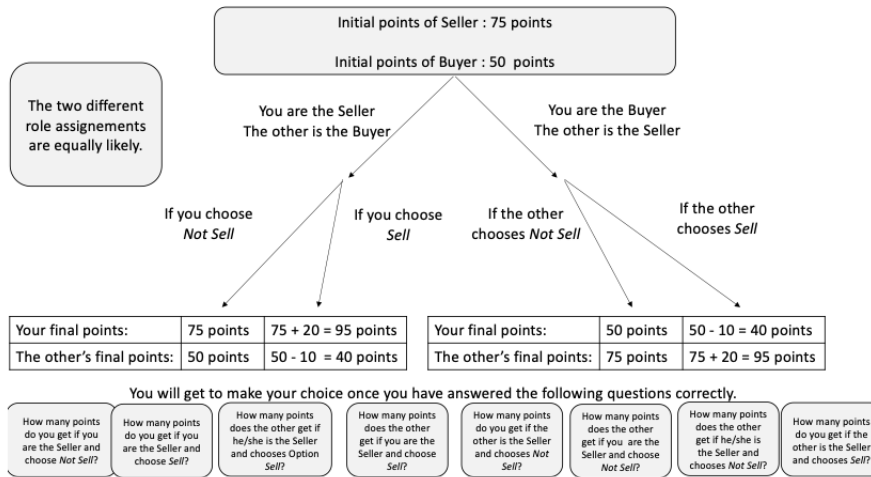 Initial points of Seller : 75 points
Initial points of Buyer : 50 points
The two different
role assignements
are equally likely.
You are the Seller
The other is the Buyer
You are the Buyer
The other is the Seller
If you choose
Not Sell
If you choose
Sell
If the other
chooses Not Sell
If the other
chooses Sell
Your final points: 75 points 75 + 20 = 95 points
The other's final points: 50 points 50 - 10 = 40 points
Your final points: 50 points 50 - 10 = 40 points
The other's final points: 75 points 75 + 20 = 95 points
You will get to make your choice once you have answered the following questions correctly.
How many points
do you get if you
are the Seller and
choose Not Sell?
How many points
do you get if you
are the Seller and
choose Sell?
How many points
does the other get if
he/she is the Seller
and chooses Option
Sell?
How many points
does the other
get if you are the
Seller and choose
Sell?
How many points
do you get if the
other is the Seller
and chooses Not
Sell?
How many points
does the other
get if you are the
Seller and choose
Not Sell?
How many points
does the other
get if he/she is
the Seller and
chooses Not Sell?
How many points
do you get if the
other is the Seller
and chooses Sell?